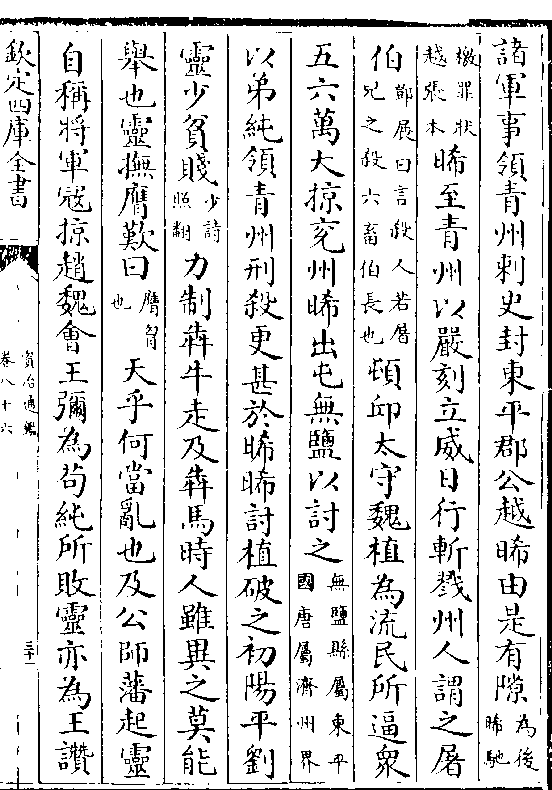 諸軍事領青州刺史封東平郡公越晞由是有隙為後晞馳
檄罪狀越張本晞至青州以嚴刻立威日行斬戮州人謂之屠
伯鄭展曰言殺人若屠兒之殺六畜伯長也頓邱太守魏植為流民所逼衆
五六萬大掠兗州晞出屯無鹽以討之無鹽縣屬東平國唐屬濟州界
以弟純領青州刑殺更甚於晞晞討植破之初陽平劉
靈少貧賤少詩照翻力制犇牛走及犇馬時人雖異之莫能
舉也靈撫膺歎曰膺胷也天乎何當亂也及公師藩起靈
自稱將軍寇掠趙魏會王彌為苟純所敗靈亦為王讚
欽定四庫全書
資治通鑑
卷八十六
三十一